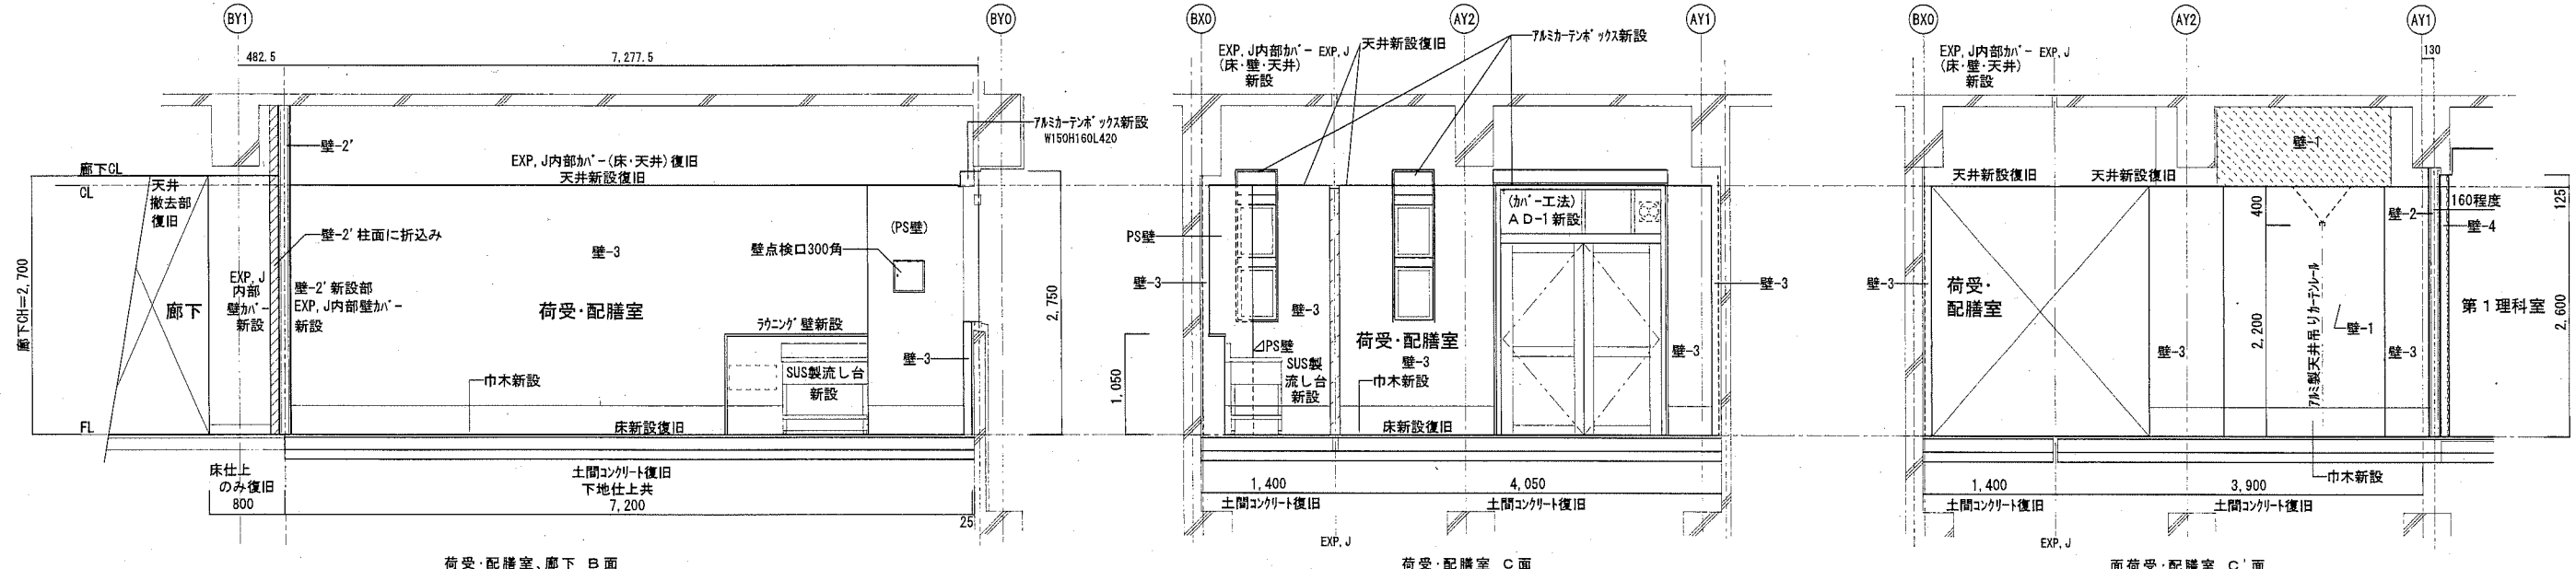 BY1
BY0
482.5
7,277.5
アルミカーテンボックス新設
W150H160L420
壁-2'
EXP,J内部カバー(床・天井)復旧
天井新設復旧
廊下CL
CL
天井
撤去部
復旧
壁-2'柱面に折込み
壁-3
(PS壁)
壁点検口300角
EXP,J
内部
壁カバー
新設
壁-2'新設部
EXP,J内部壁カバー
新設
廊下
荷受・配膳室
廊下CH=2,700
2,750
ラウニング壁新設
壁-3
SUS製流し台
新設
巾木新設
FL
床新設復旧
床仕上
のみ復旧
800
土間コンクリート復旧
下地仕上共
7,200
25
荷受・配膳室、廊下 B面
BX0
AY2
AY1
EXP,J内部カバー
(床・壁・天井)
新設
EXP,J
天井新設復旧
アルミカーテンボックス新設
(カバー工法)
AD-1新設
PS壁
壁-3
壁-3
壁-3
荷受・配膳室
壁-3
PS壁
壁-3
SUS製
流し台
新設
巾木新設
1,050
床新設復旧
1,400
4,050
土間コンクリート復旧
土間コンクリート復旧
EXP,J
荷受・配膳室 C面
BX0
AY2
AY1
EXP,J内部カバー
(床・壁・天井)
新設
EXP,J
130
壁-1
天井新設復旧
天井新設復旧
125
400
壁-2
160程度
壁-4
壁-3
荷受・
配膳室
2,200
アルミ製天井吊りカーテンレール
壁-1
第1理科室
2,600
壁-3
壁-3
巾木新設
1,400
3,900
土間コンクリート復旧
土間コンクリート復旧
EXP,J
面荷受・配膳室 C'面